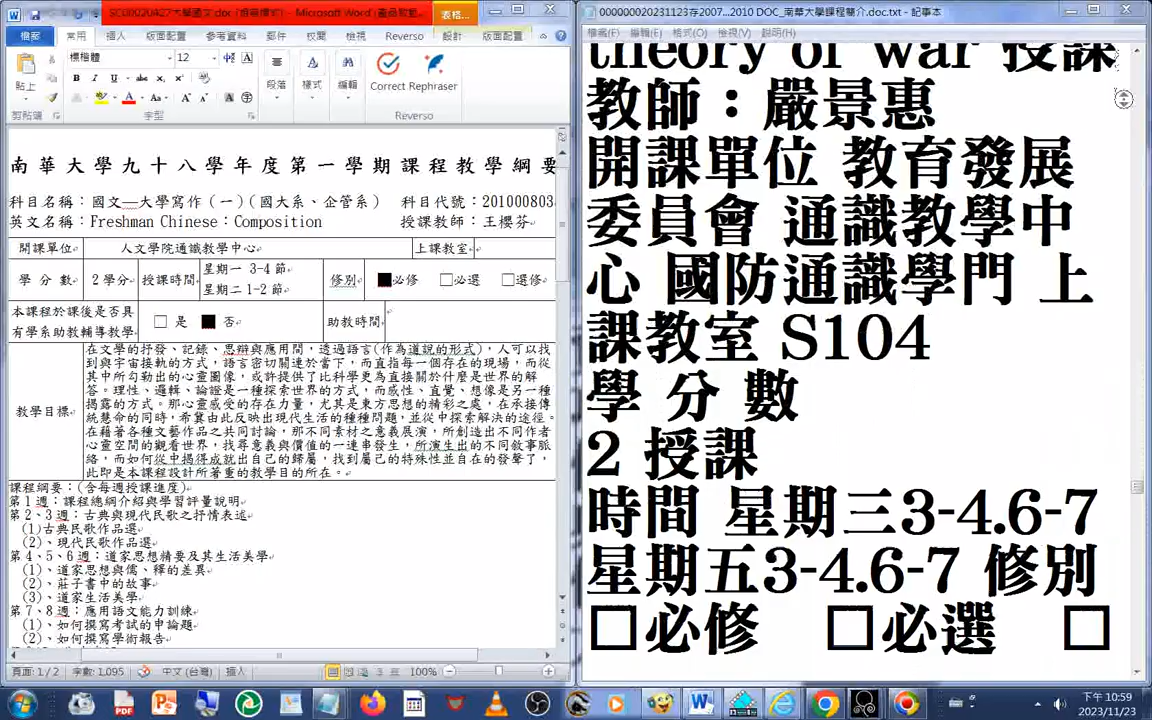 SC00020427大學國文.doc [相容模式] - Microsoft Word (產品啟動...
表格...
檔案 常用 插入 版面配置 參考資料 郵件 校閱 檢視 Reverso 設計 版面配置
貼上
標楷體 12
段落 樣式 編輯 Correct Rephraser
剪貼簿 字型 Reverso
南華大學九十八學年度第一學期課程教學綱要
科目名稱：國文—大學寫作(一)(國大系、企管系) 科目代號：201000803
英文名稱：Freshman Chinese：Composition 授課教師：王櫻芬
開課單位 人文學院通識教學中心 上課教室
學 分 數 2 學分 授課時間 星期一 3-4 節
星期二 1-2 節
修別 ■必修 □必選 □選修
本課程於課後是否具
有學系助教輔導教學
□ 是 ■ 否 助教時間
教學目標
在文學的抒發、記錄、思辯與應用間，透過語言(作為道說的形式)，人可以找
到與宇宙接軌的方式，語言密切關連於當下，而直指每一個存在的現場，而從
其中所勾勒出的心靈圖像，或許提供了比科學更為直接關於什麼是世界的解
答。理性、邏輯、論證是一種探索世界的方式，而感性、直覺、想像是另一種
揭露的方式。那心靈感受的存在力量，尤其是東方思想的精彩之處，在承接傳
統慧命的同時，希冀由此反映出現代生活的種種問題，並從中探索解決的途徑。
在藉著各種文藝作品之共同討論，那不同素材之意義展演，所創造出不同作者
心靈空間的觀看世界，找尋意義與價值的一連串發生，所演生出的不同敘事脈
絡，而如何從中揭得成就出自己的歸屬，找到屬己的特殊性並自在的發聲了，
此即是本課程設計所著重的教學目的所在。
課程綱要：(含每週授課進度)
第 1 週：課程總綱介紹與學習評量說明
第 2、3 週：古典與現代民歌之抒情表述
(1)古典民歌作品選
(2)、現代民歌作品選
第 4、5、6 週：道家思想精要及其生活美學
(1)、道家思想與儒、釋的差異
(2)、莊子書中的故事
(3)、道家生活美學
第 7、8 週：應用語文能力訓練
(1)、如何撰寫考試的申論題
(2)、如何撰寫學術報告
頁面: 1 / 2 字數: 1,095 中文 (台灣) 插入 100%
000000020231123存2007...2010 DOC_南華大學課程簡介.doc.txt - 記事本
檔案(F) 編輯(E) 格式(O) 檢視(V) 說明(H)
theory of war 授課
教師：嚴景惠
開課單位 教育發展
委員會 通識教學中
心 國防通識學門 上
課教室 S104
學 分 數
2 授課
時間 星期三3-4.6-7
星期五3-4.6-7 修別
□必修 □必選 □
下午 10:59
2023/11/23